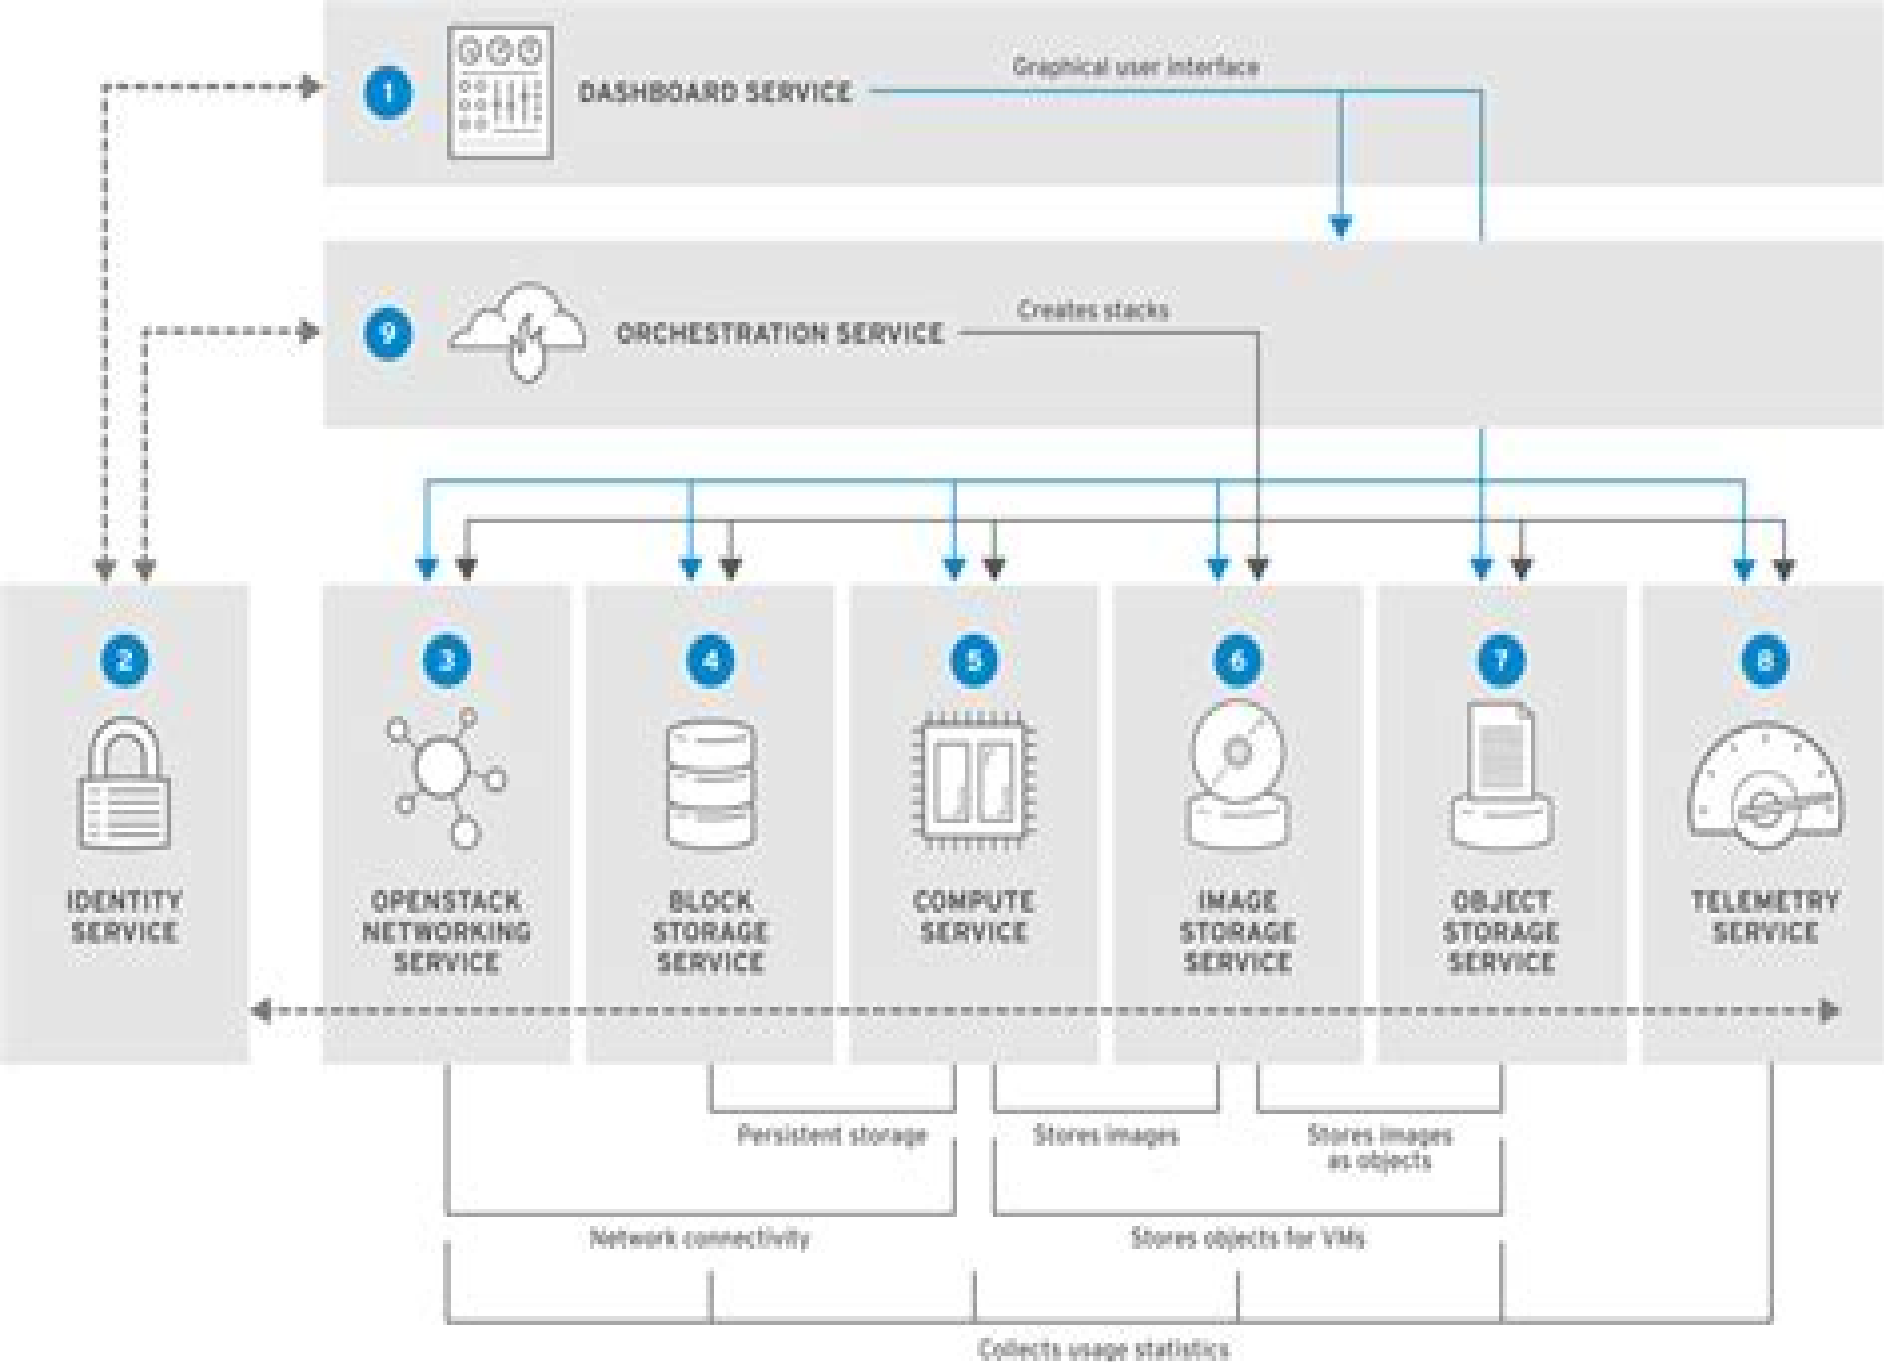 1
DASHBOARD SERVICE
Graphical user interface
9
ORCHESTRATION SERVICE
Creates stacks
2
IDENTITY
SERVICE
3
OPENSTACK
NETWORKING
SERVICE
4
BLOCK
STORAGE
SERVICE
5
COMPUTE
SERVICE
6
IMAGE
STORAGE
SERVICE
7
OBJECT
STORAGE
SERVICE
8
TELEMETRY
SERVICE
Persistent storage
Stores images
Stores images
as objects
Network connectivity
Stores objects for VMs
Collects usage statistics